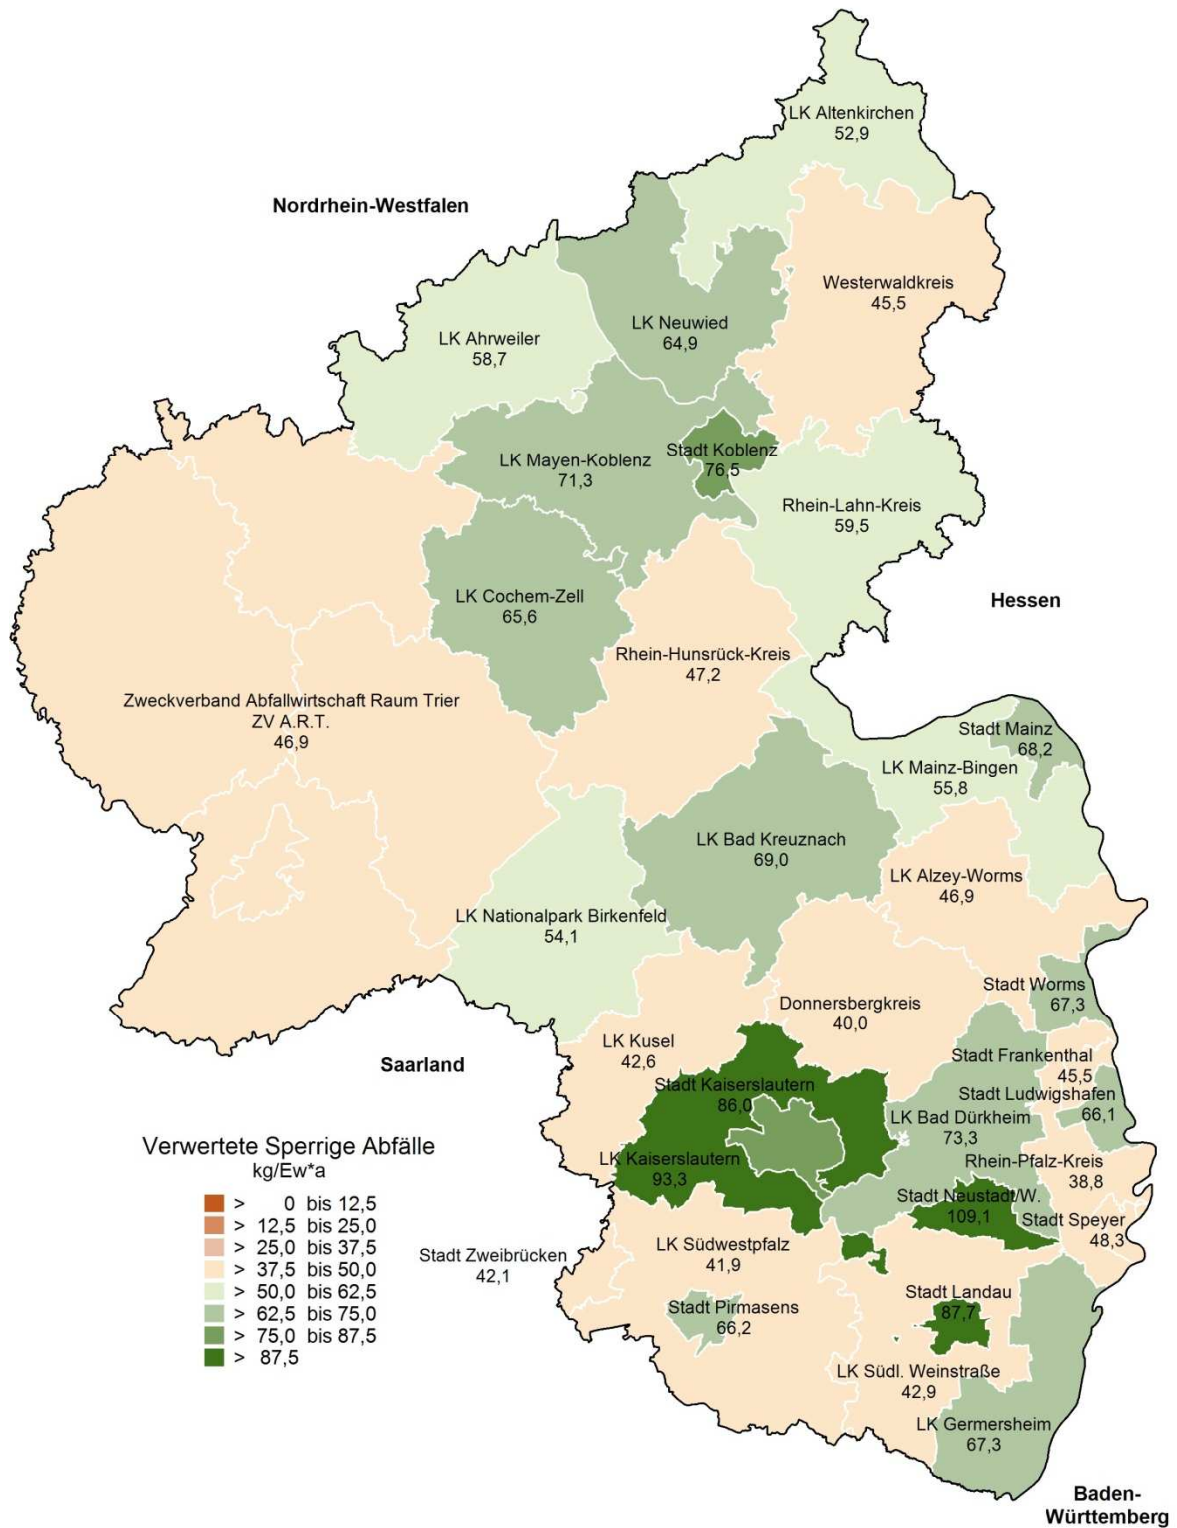 LK Altenkirchen
52,9
Nordrhein-Westfalen
Westerwaldkreis
45,5
LK Neuwied
64,9
LK Ahrweiler
58,7
Stadt Koblenz
76,5
LK Mayen-Koblenz
71,3
Rhein-Lahn-Kreis
59,5
LK Cochem-Zell
65,6
Hessen
Rhein-Hunsrück-Kreis
47,2
Zweckverband Abfallwirtschaft Raum Trier
ZV A.R.T.
46,9
Stadt Mainz
68,2
LK Mainz-Bingen
55,8
LK Bad Kreuznach
69,0
LK Alzey-Worms
46,9
LK Nationalpark Birkenfeld
54,1
Stadt Worms
67,3
Donnersbergkreis
40,0
LK Kusel
42,6
Saarland
Stadt Frankenthal
45,5
Stadt Kaiserslautern
86,0
Stadt Ludwigshafen
66,1
LK Bad Dürkheim
73,3
LK Kaiserslautern
93,3
Rhein-Pfalz-Kreis
38,8
Stadt Neustadt/W.
109,1
Stadt Speyer
48,3
LK Südwestpfalz
41,9
Stadt Zweibrücken
42,1
Stadt Pirmasens
66,2
Stadt Landau
87,7
LK Südl. Weinstraße
42,9
LK Germersheim
67,3
Baden-
Württemberg
Verwertete Sperrige Abfälle
kg/Ew*a
> 0 bis 12,5
> 12,5 bis 25,0
> 25,0 bis 37,5
> 37,5 bis 50,0
> 50,0 bis 62,5
> 62,5 bis 75,0
> 75,0 bis 87,5
> 87,5